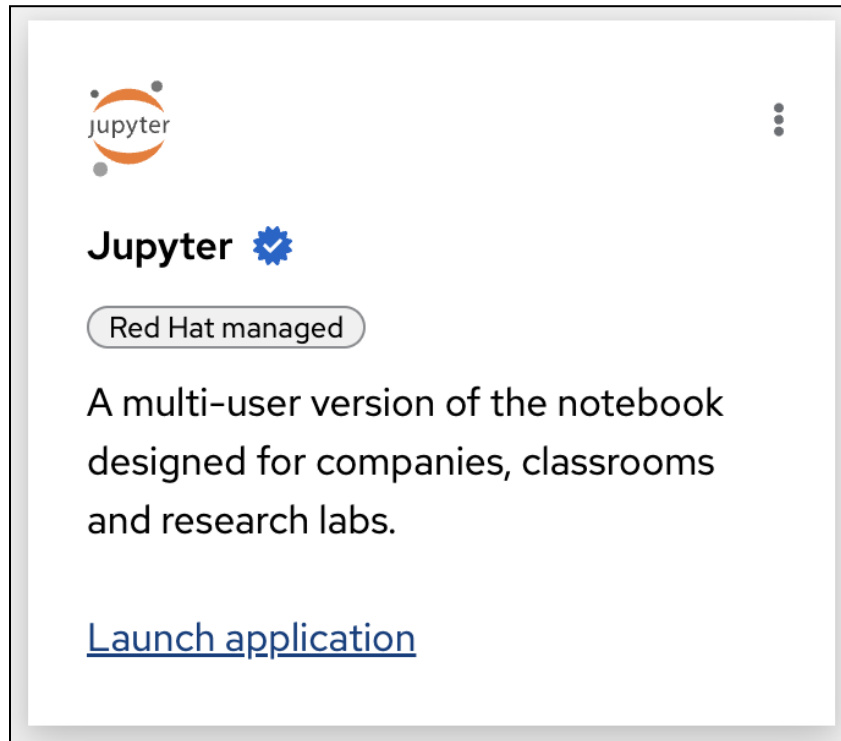 jupyter
Jupyter
Red Hat managed
A multi-user version of the notebook
designed for companies, classrooms
and research labs.
Launch application